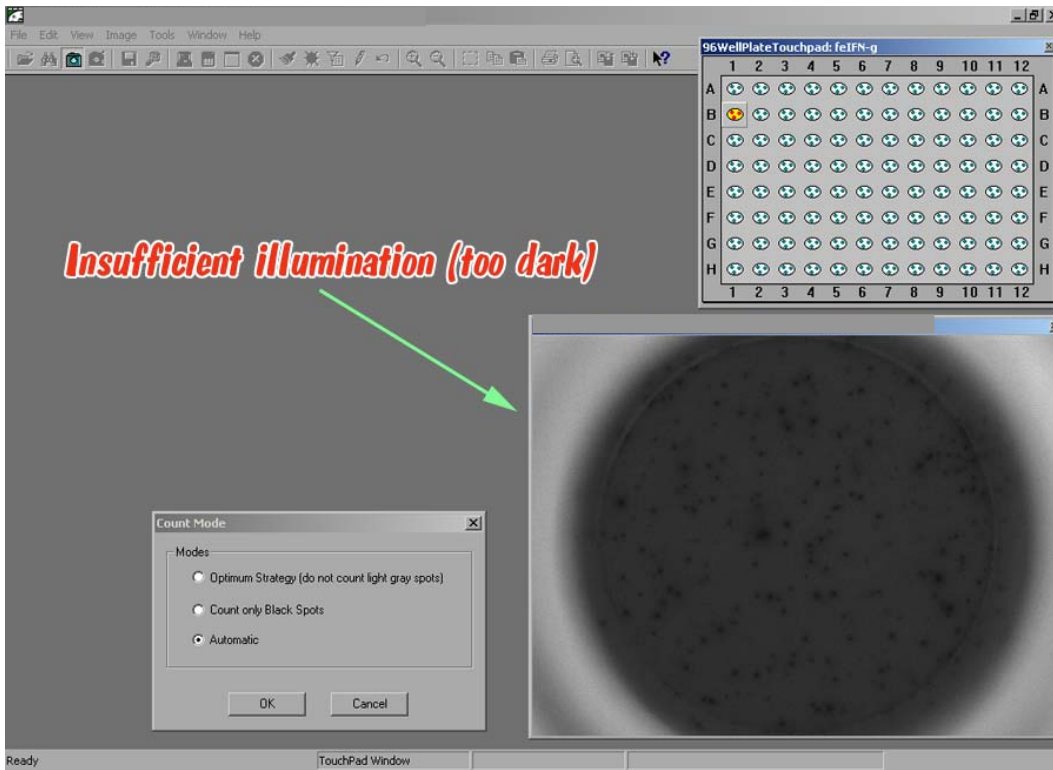 File Edit View Image Tools Window Help
96WellPlateTouchpad: feIFN-g
1 2 3 4 5 6 7 8 9 10 11 12
A A
B B
C C
D D
E E
F F
G G
H H
1 2 3 4 5 6 7 8 9 10 11 12
Insufficient illumination (too dark)
Count Mode
Modes
Optimum Strategy (do not count light gray spots)
Count only Black Spots
Automatic
OK Cancel
Ready TouchPad Window